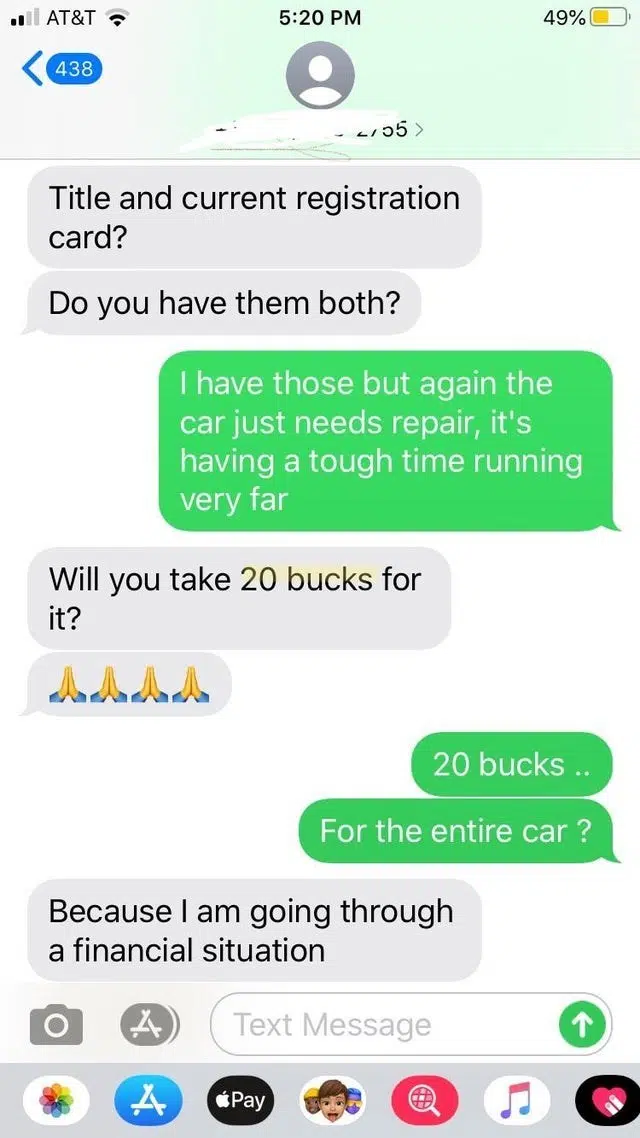 AT&T 5:20 PM 49%
438
Title and current registration
card?
Do you have them both?
I have those but again the
car just needs repair, it's
having a tough time running
very far
Will you take 20 bucks for
it?
🙏🙏🙏🙏
20 bucks ..
For the entire car ?
Because I am going through
a financial situation
Text Message
Pay